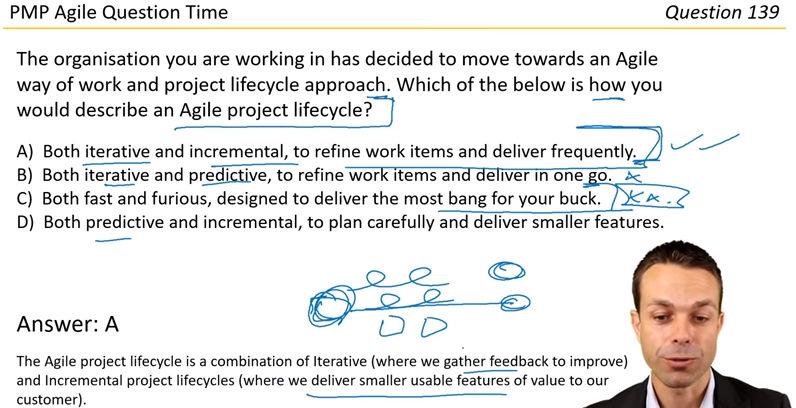 PMP Agile Question Time
Question 139
The organisation you are working in has decided to move towards an Agile
way of work and project lifecycle approach. Which of the below is how you
would describe an Agile project lifecycle?
A) Both iterative and incremental, to refine work items and deliver frequently.
B) Both iterative and predictive, to refine work items and deliver in one go.
C) Both fast and furious, designed to deliver the most bang for your buck.
D) Both predictive and incremental, to plan carefully and deliver smaller features.
Answer: A
The Agile project lifecycle is a combination of Iterative (where we gather feedback to improve)
and Incremental project lifecycles (where we deliver smaller usable features of value to our
customer).